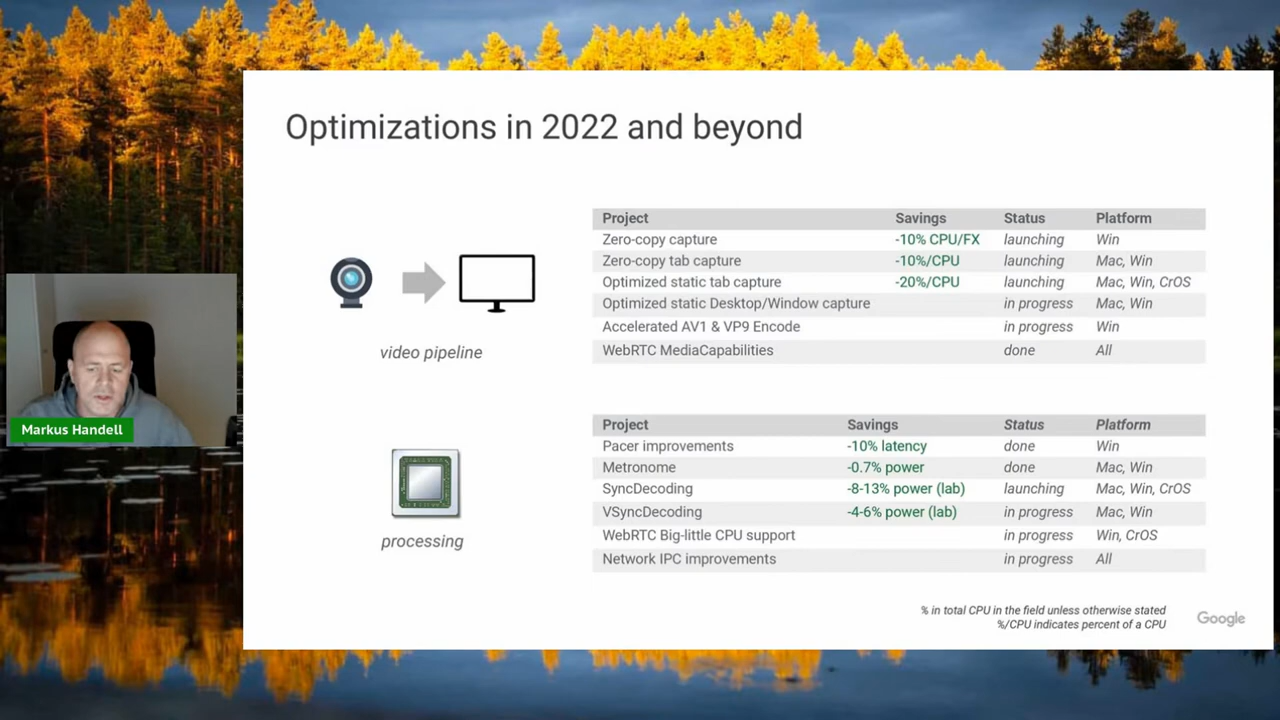 Optimizations in 2022 and beyond
Project Savings Status Platform
Zero-copy capture -10% CPU/FX launching Win
Zero-copy tab capture -10%/CPU launching Mac, Win
Optimized static tab capture -20%/CPU launching Mac, Win, CrOS
Optimized static Desktop/Window capture in progress Mac, Win
Accelerated AV1 & VP9 Encode in progress Win
WebRTC MediaCapabilities done All
video pipeline
Project Savings Status Platform
Pacer improvements -10% latency done Win
Metronome -0.7% power done Mac, Win
SyncDecoding -8-13% power (lab) launching Mac, Win, CrOS
VSyncDecoding -4-6% power (lab) in progress Mac, Win
WebRTC Big-little CPU support in progress Win, CrOS
Network IPC improvements in progress All
processing
% in total CPU in the field unless otherwise stated
%/CPU indicates percent of a CPU
Google
Markus Handell